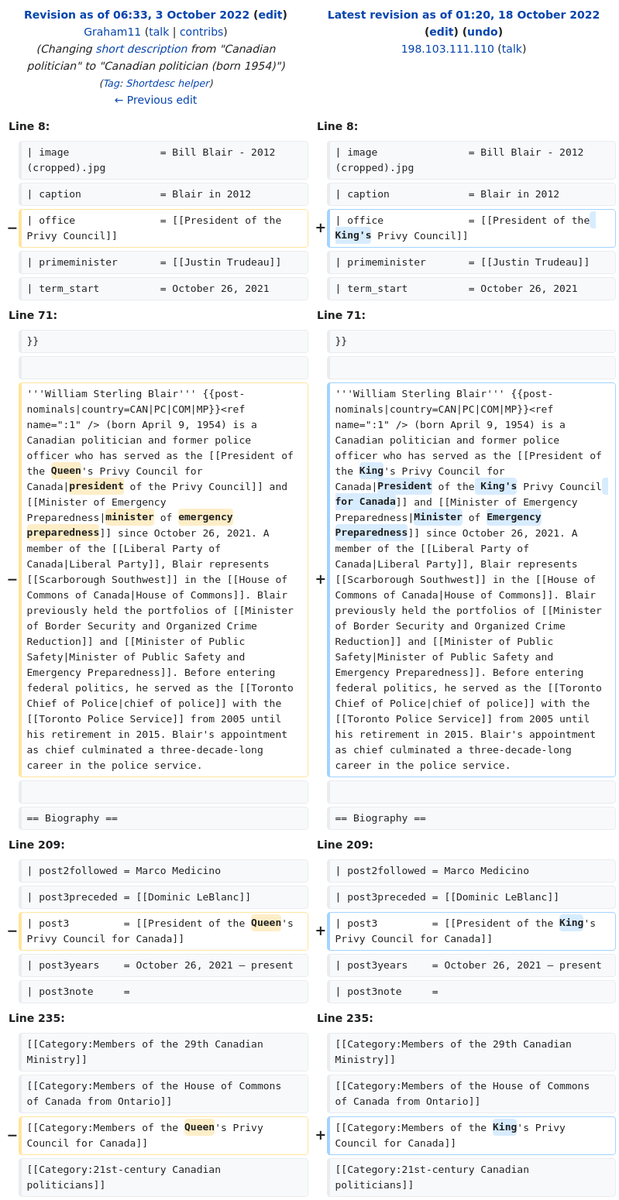 Revision as of 06:33, 3 October 2022 (edit)
Graham11 (talk | contribs)
(Changing short description from "Canadian
politician" to "Canadian politician (born 1954)")
(Tag: Shortdesc helper)
← Previous edit
Latest revision as of 01:20, 18 October 2022
(edit) (undo)
198.103.111.110 (talk)
Line 8:
| image = Bill Blair - 2012
(cropped).jpg
| caption = Blair in 2012
− | office = [[President of the
Privy Council]]
| primeminister = [[Justin Trudeau]]
| term_start = October 26, 2021
Line 8:
| image = Bill Blair - 2012
(cropped).jpg
| caption = Blair in 2012
+ | office = [[President of the
King's Privy Council]]
| primeminister = [[Justin Trudeau]]
| term_start = October 26, 2021
Line 71:
}}
− '''William Sterling Blair''' {{post-
nominals|country=CAN|PC|COM|MP}}<ref
name=":1" /> (born April 9, 1954) is a
Canadian politician and former police
officer who has served as the [[President of
the Queen's Privy Council for
Canada|president of the Privy Council]] and
[[Minister of Emergency
Preparedness|minister of emergency
preparedness]] since October 26, 2021. A
member of the [[Liberal Party of
Canada|Liberal Party]], Blair represents
[[Scarborough Southwest]] in the [[House of
Commons of Canada|House of Commons]]. Blair
previously held the portfolios of [[Minister
of Border Security and Organized Crime
Reduction]] and [[Minister of Public
Safety|Minister of Public Safety and
Emergency Preparedness]]. Before entering
federal politics, he served as the [[Toronto
Chief of Police|chief of police]] with the
[[Toronto Police Service]] from 2005 until
his retirement in 2015. Blair's appointment
as chief culminated a three-decade-long
career in the police service.
== Biography ==
Line 71:
}}
+ '''William Sterling Blair''' {{post-
nominals|country=CAN|PC|COM|MP}}<ref
name=":1" /> (born April 9, 1954) is a
Canadian politician and former police
officer who has served as the [[President of
the King's Privy Council for
Canada|President of the King's Privy Council
for Canada]] and [[Minister of Emergency
Preparedness|Minister of Emergency
Preparedness]] since October 26, 2021. A
member of the [[Liberal Party of
Canada|Liberal Party]], Blair represents
[[Scarborough Southwest]] in the [[House of
Commons of Canada|House of Commons]]. Blair
previously held the portfolios of [[Minister
of Border Security and Organized Crime
Reduction]] and [[Minister of Public
Safety|Minister of Public Safety and
Emergency Preparedness]]. Before entering
federal politics, he served as the [[Toronto
Chief of Police|chief of police]] with the
[[Toronto Police Service]] from 2005 until
his retirement in 2015. Blair's appointment
as chief culminated a three-decade-long
career in the police service.
== Biography ==
Line 209:
| post2followed = Marco Medicino
| post3preceded = [[Dominic LeBlanc]]
− | post3 = [[President of the Queen's
Privy Council for Canada]]
| post3years = October 26, 2021 – present
| post3note =
Line 209:
| post2followed = Marco Medicino
| post3preceded = [[Dominic LeBlanc]]
+ | post3 = [[President of the King's
Privy Council for Canada]]
| post3years = October 26, 2021 – present
| post3note =
Line 235:
[[Category:Members of the 29th Canadian
Ministry]]
[[Category:Members of the House of Commons
of Canada from Ontario]]
− [[Category:Members of the Queen's Privy
Council for Canada]]
[[Category:21st-century Canadian
politicians]]
Line 235:
[[Category:Members of the 29th Canadian
Ministry]]
[[Category:Members of the House of Commons
of Canada from Ontario]]
+ [[Category:Members of the King's Privy
Council for Canada]]
[[Category:21st-century Canadian
politicians]]